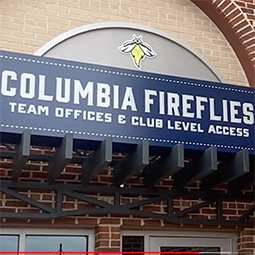 COLUMBIA FIREFLIES
TEAM OFFICES & CLUB LEVEL ACCESS